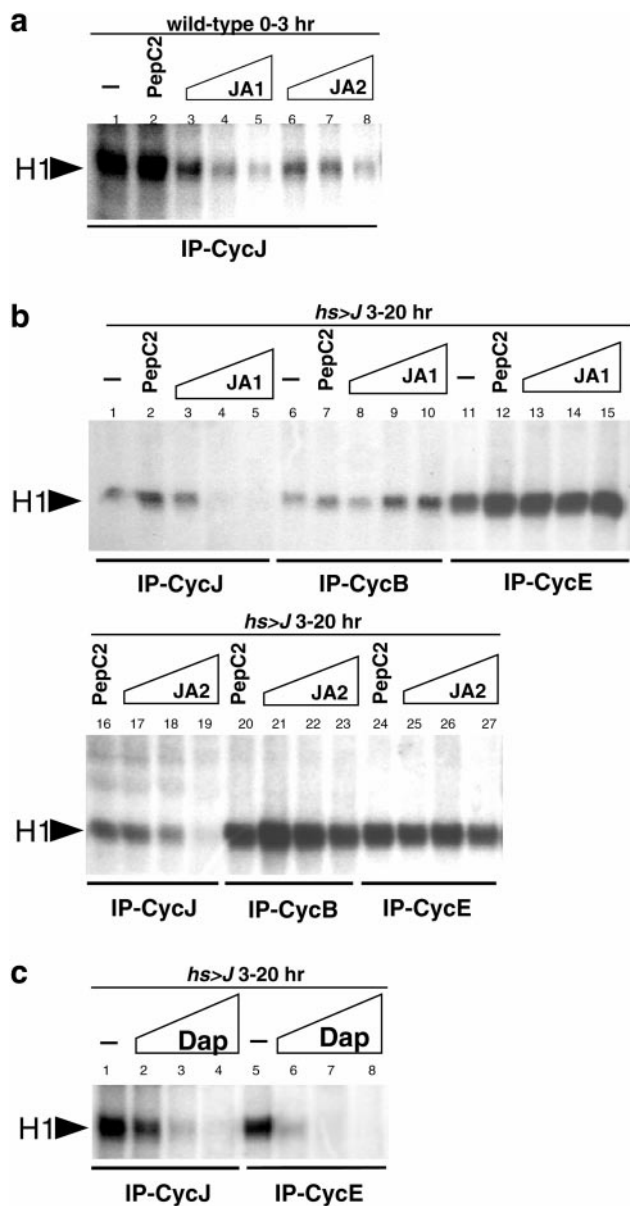 a
wild-type 0-3 hr
– PepC2 JA1 JA2
1 2 3 4 5 6 7 8
H1
IP-CycJ
b
hs>J 3-20 hr
– PepC2 JA1 – PepC2 JA1 – PepC2 JA1
1 2 3 4 5 6 7 8 9 10 11 12 13 14 15
H1
IP-CycJ IP-CycB IP-CycE
hs>J 3-20 hr
PepC2 JA2 PepC2 JA2 PepC2 JA2
16 17 18 19 20 21 22 23 24 25 26 27
H1
IP-CycJ IP-CycB IP-CycE
c
hs>J 3-20 hr
– Dap – Dap
1 2 3 4 5 6 7 8
H1
IP-CycJ IP-CycE